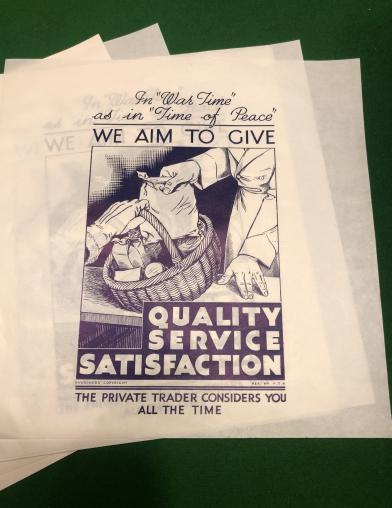 In "War Time"
as in "Time of Peace"
WE AIM TO GIVE
QUALITY
SERVICE
SATISFACTION
THE PRIVATE TRADER CONSIDERS YOU
ALL THE TIME